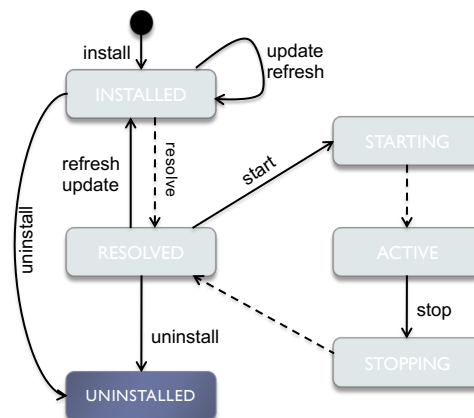 install
update
refresh
INSTALLED
resolve
STARTING
refresh
update
start
uninstall
RESOLVED
ACTIVE
uninstall
stop
STOPPING
UNINSTALLED